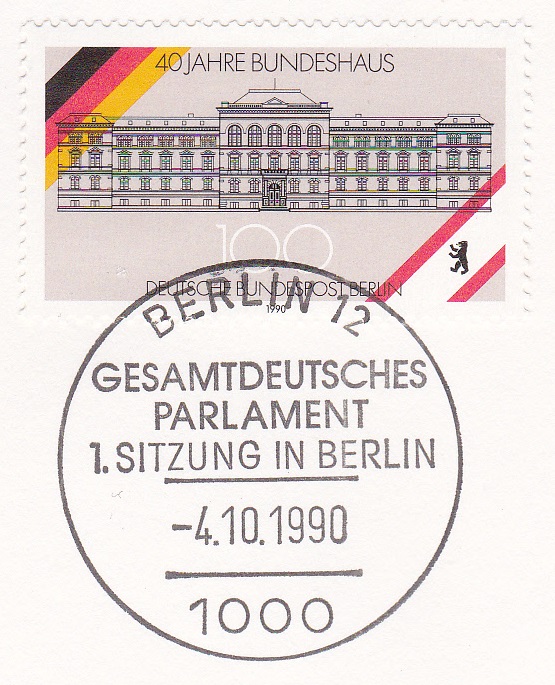 40 JAHRE BUNDESHAUS
100
DEUTSCHE BUNDESPOST BERLIN
1990
BERLIN 12
GESAMTDEUTSCHES
PARLAMENT
1. SITZUNG IN BERLIN
-4.10.1990
1000